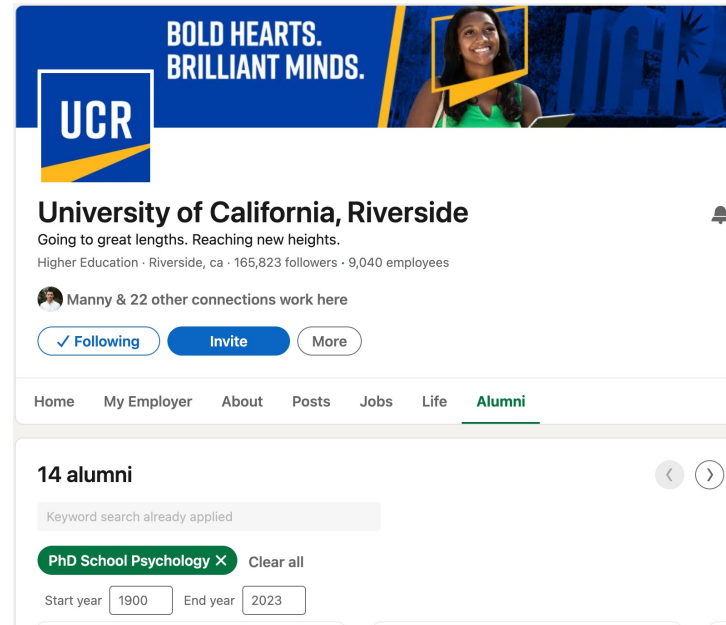 BOLD HEARTS.
BRILLIANT MINDS.
UCR
UCR
University of California, Riverside
Going to great lengths. Reaching new heights.
Higher Education · Riverside, ca · 165,823 followers · 9,040 employees
Manny & 22 other connections work here
✓ Following Invite More
Home My Employer About Posts Jobs Life Alumni
14 alumni
Keyword search already applied
PhD School Psychology ✕ Clear all
Start year 1900 End year 2023